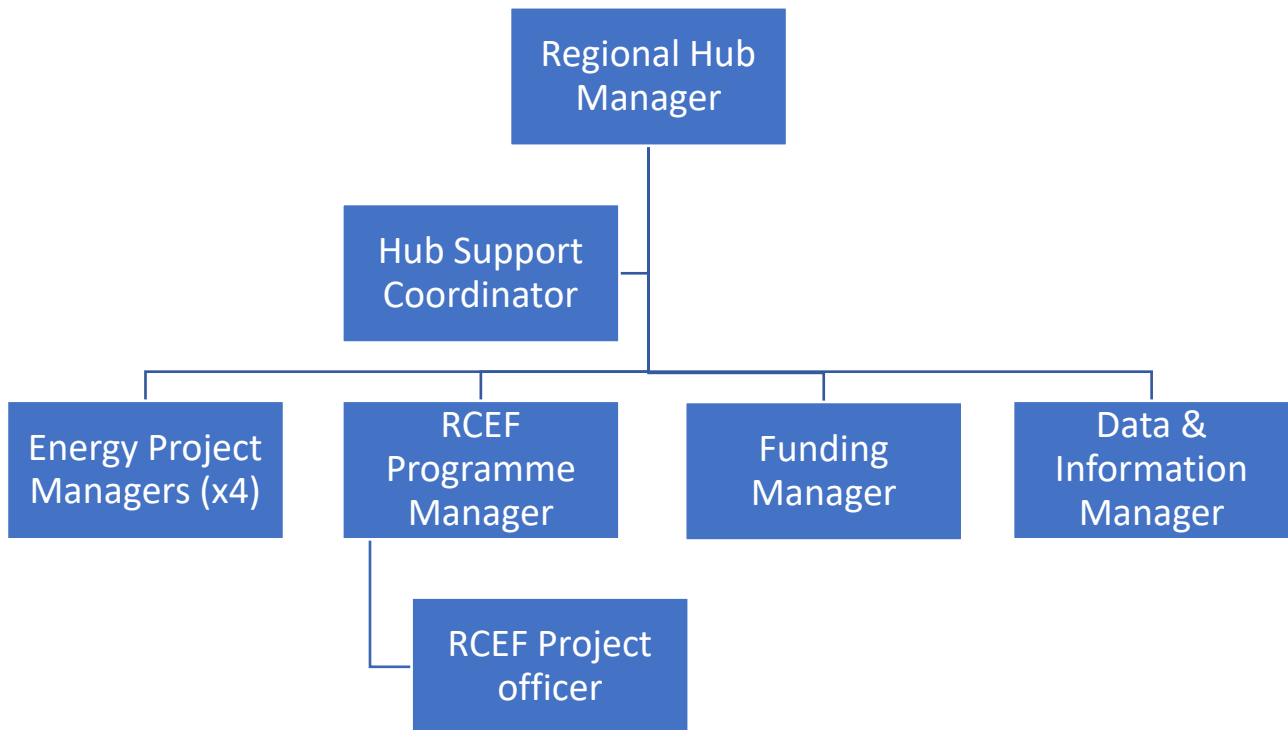 Regional Hub
Manager
Hub Support
Coordinator
Energy Project
Managers (x4)
RCEF
Programme
Manager
Funding
Manager
Data &
Information
Manager
RCEF Project
officer